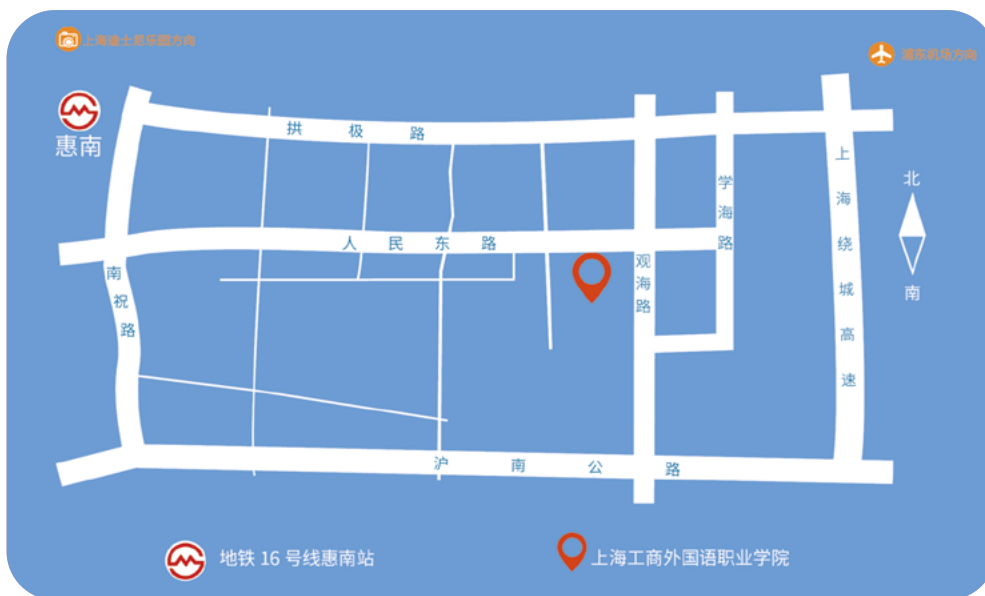 上海迪士尼乐园方向
浦东机场方向
惠南
拱极路
上海绕城高速
学海路
北
人民东路
南祝路
观海路
南
沪南公路
地铁 16 号线惠南站
上海工商外国语职业学院